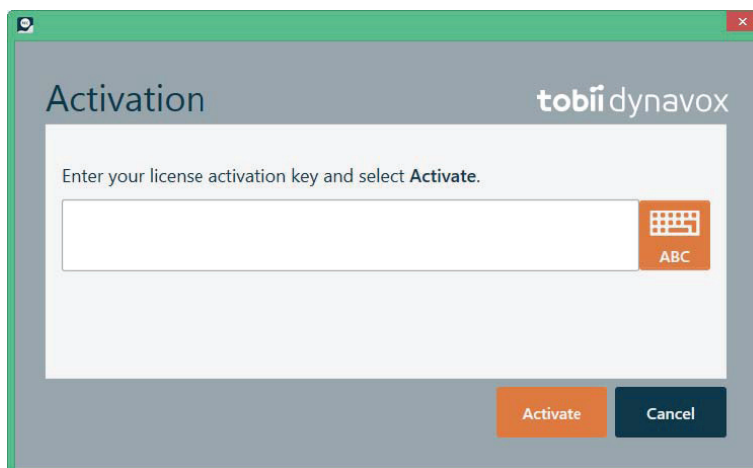 Activation
tobii dynavox
Enter your license activation key and select Activate.
ABC
Activate
Cancel